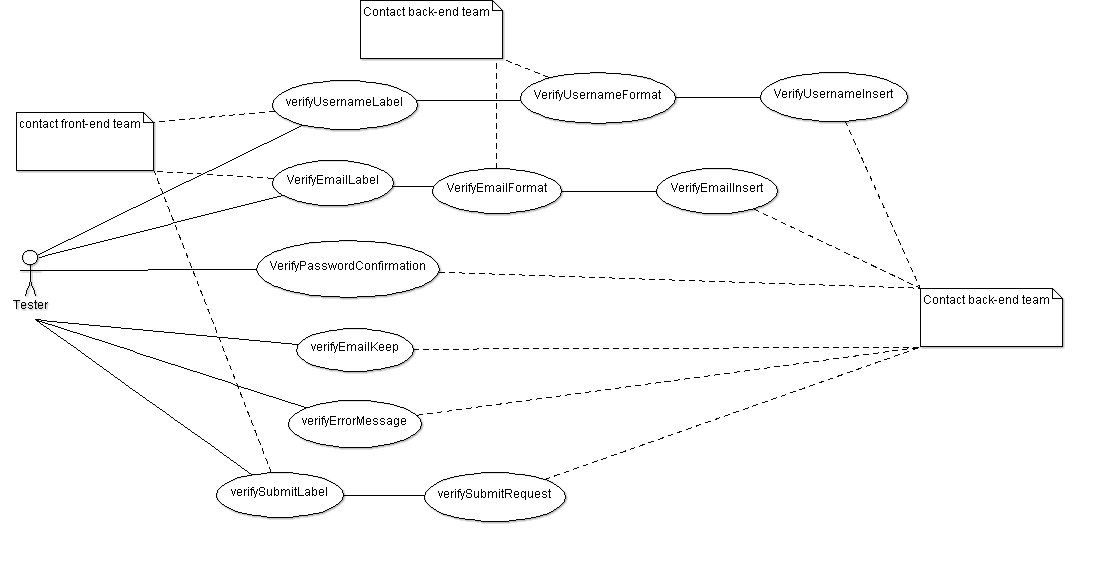 Contact back-end team
verifyUsernameLabel
VerifyUsernameFormat
VerifyUsernameInsert
contact front-end team
VerifyEmailLabel
VerifyEmailFormat
VerifyEmailInsert
VerifyPasswordConfirmation
Tester
Contact back-end team
verifyEmailKeep
verifyErrorMessage
verifySubmitLabel
verifySubmitRequest